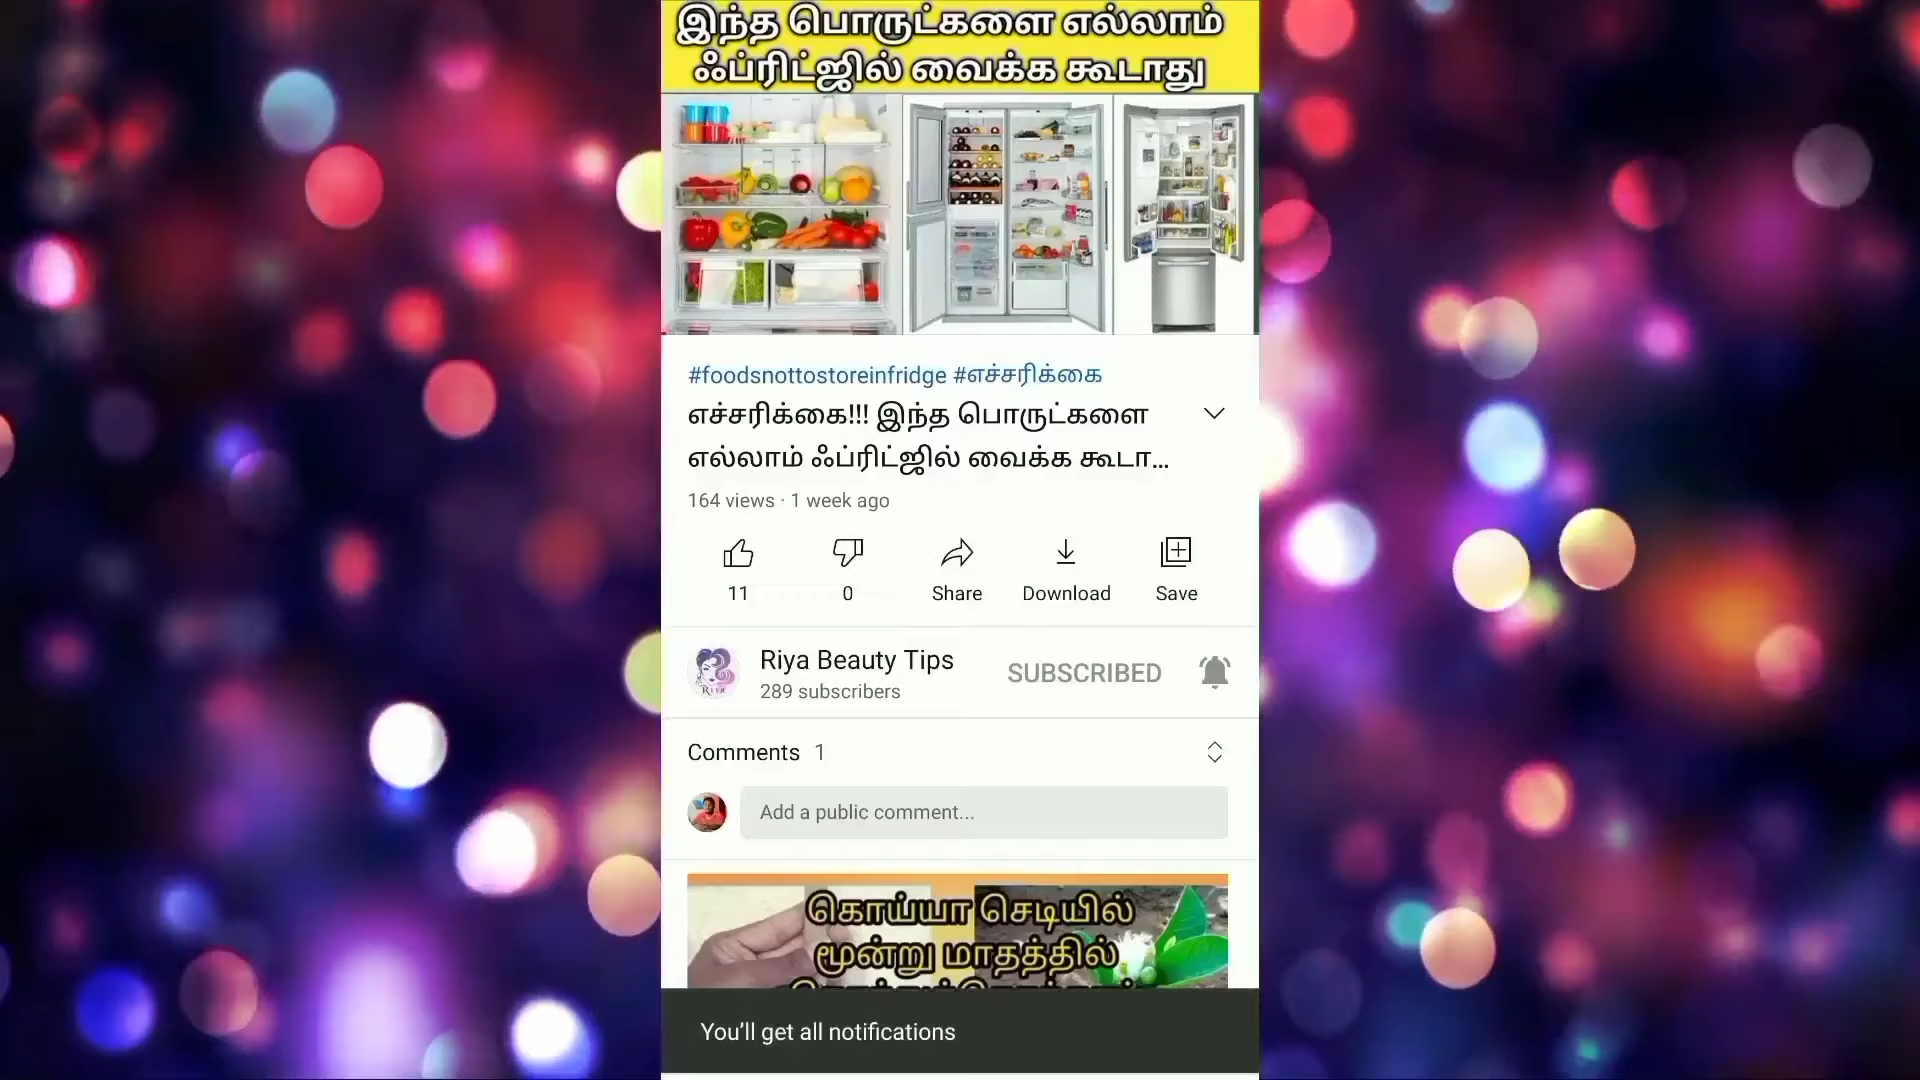 இந்த பொருட்களை எல்லாம்
ஃப்ரிட்ஜில் வைக்க கூடாது
#foodsnottostoreinfridge #எச்சரிக்கை
எச்சரிக்கை!!! இந்த பொருட்களை
எல்லாம் ஃப்ரிட்ஜில் வைக்க கூடா...
164 views · 1 week ago
11
0
Share
Download
Save
RIYA
Riya Beauty Tips
289 subscribers
SUBSCRIBED
Comments 1
Add a public comment...
கொய்யா செடியில்
மூன்று மாதத்தில்
You’ll get all notifications